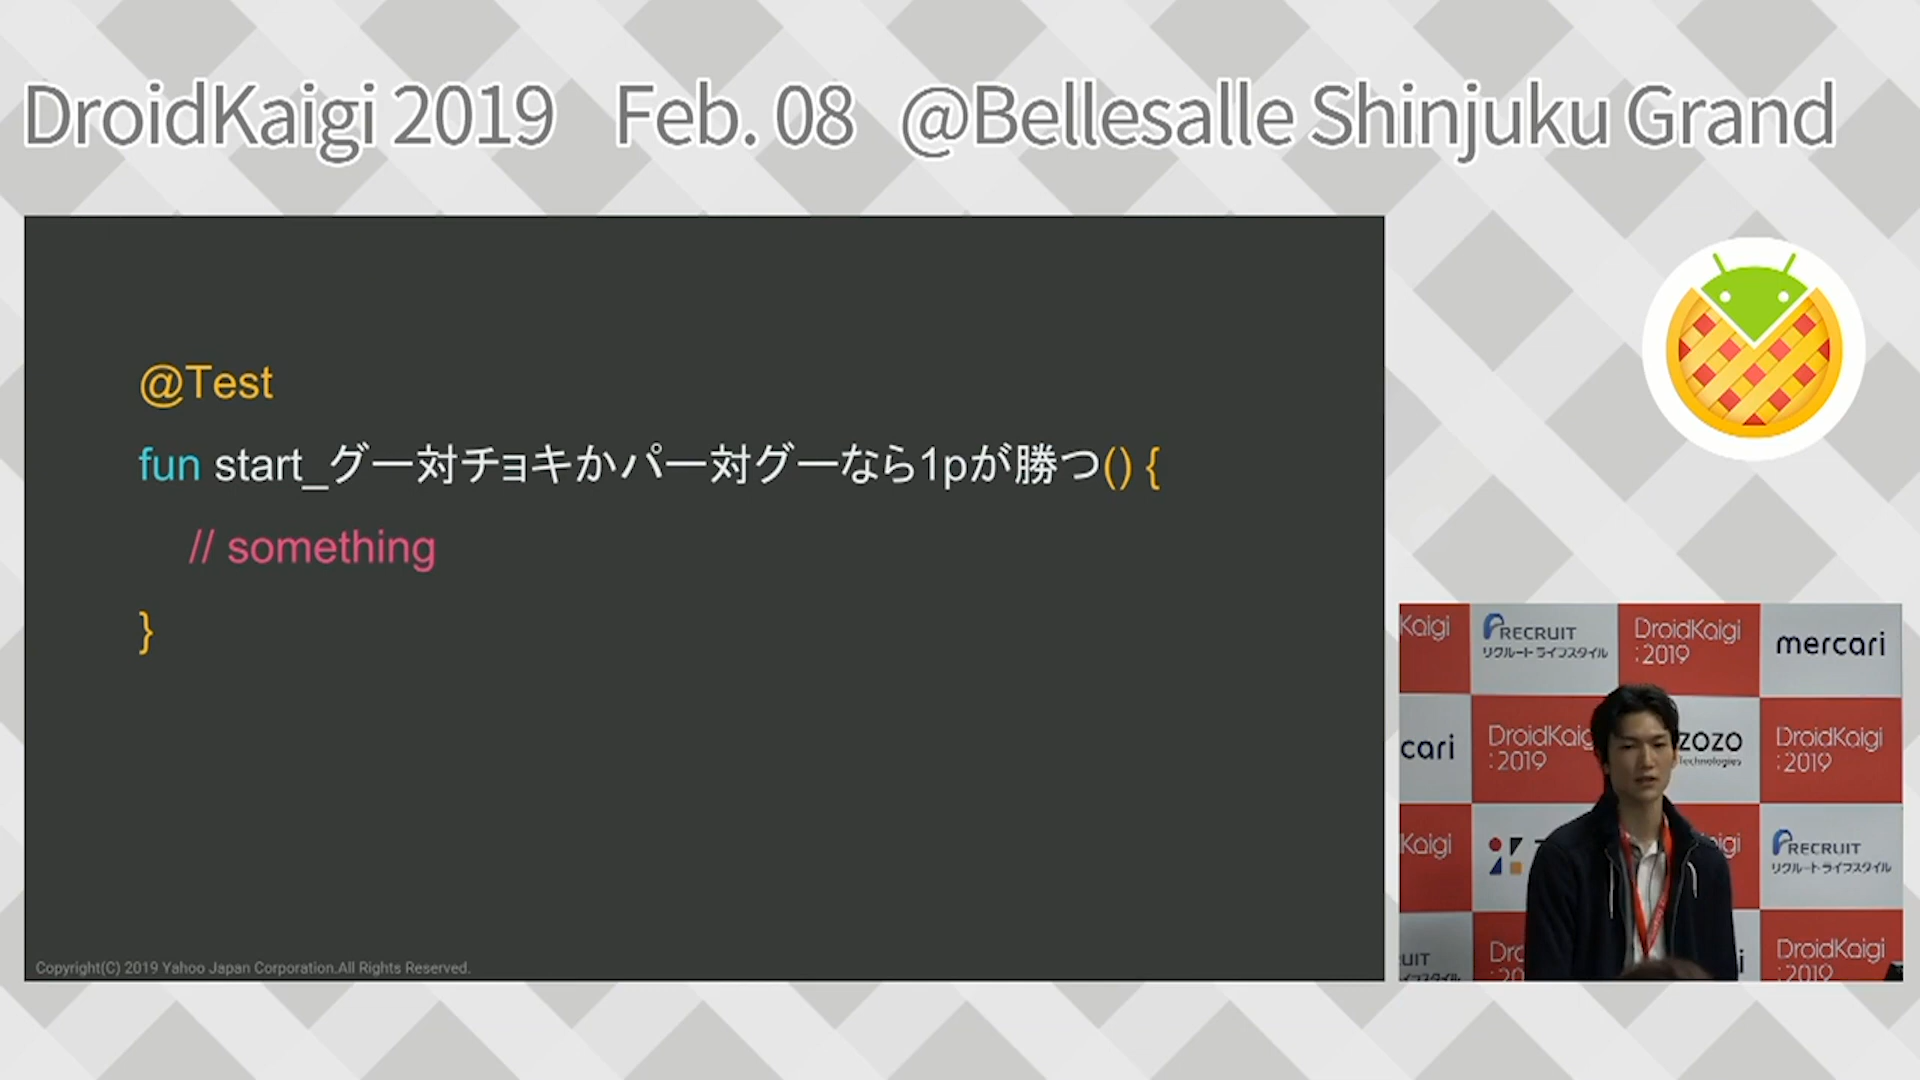 DroidKaigi 2019 Feb. 08 @Bellesalle Shinjuku Grand
@Test
fun start_グー対チョキかパー対グーなら1pが勝つ() {
// something
}
Copyright(C) 2019 Yahoo Japan Corporation.All Rights Reserved.
Kaigi
RECRUIT
リクルートライフスタイル
DroidKaigi
:2019
mercari
cari
DroidKaig
:2019
ZOZO
Technologies
DroidKaigi
:2019
Kaigi
aigi
RECRUIT
リクルートライフスタイル
UIT
DroidKaigi
:2019